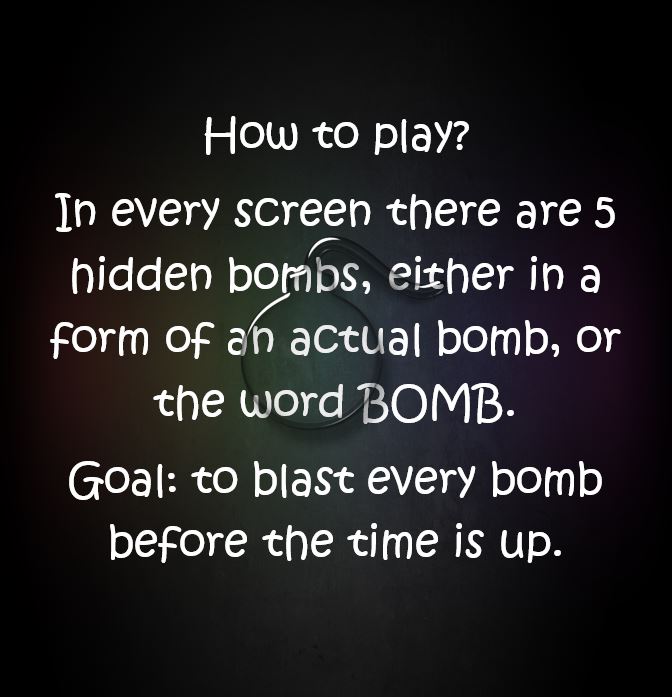 How to play?
In every screen there are 5
hidden bombs, either in a
form of an actual bomb, or
the word BOMB.
Goal: to blast every bomb
before the time is up.